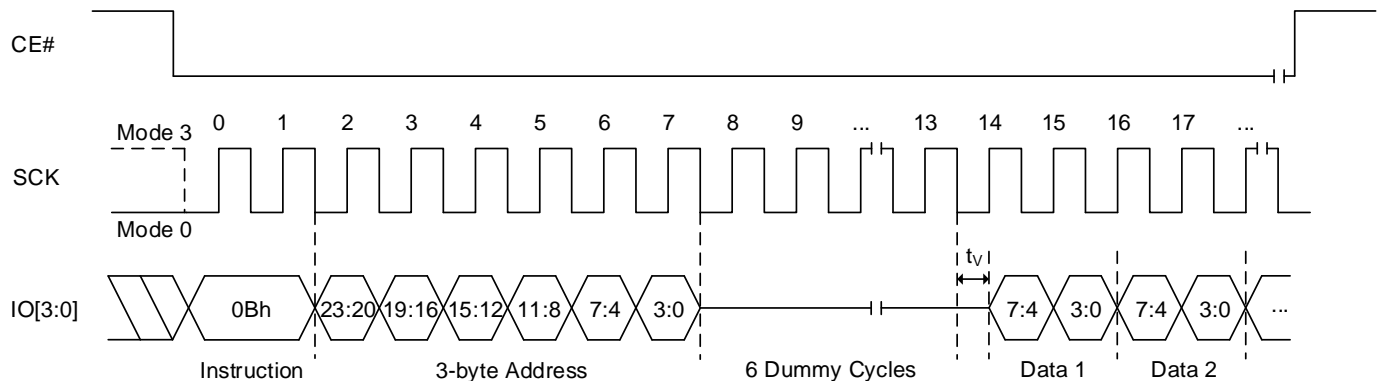 CE#
Mode 3 0 1 2 3 4 5 6 7 8 9 ... 13 14 15 16 17 ...
SCK
Mode 0
tV
IO[3:0] 0Bh 23:20 19:16 15:12 11:8 7:4 3:0 7:4 3:0 7:4 3:0 ...
Instruction 3-byte Address 6 Dummy Cycles Data 1 Data 2